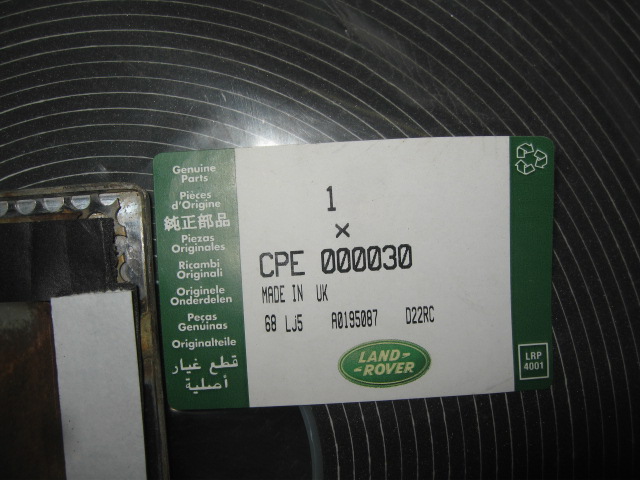 Genuine
Parts
Pièces
d'Origine
純正部品
Piezas
Originales
Ricambi
Originali
Originele
Onderdelen
Peças
Genuinas
Originalteile
قطع غيار
أصلية
1
×
CPE 000030
MADE IN UK
68 LJ5 A0195087 D22RC
LAND
ROVER
LRP
4001